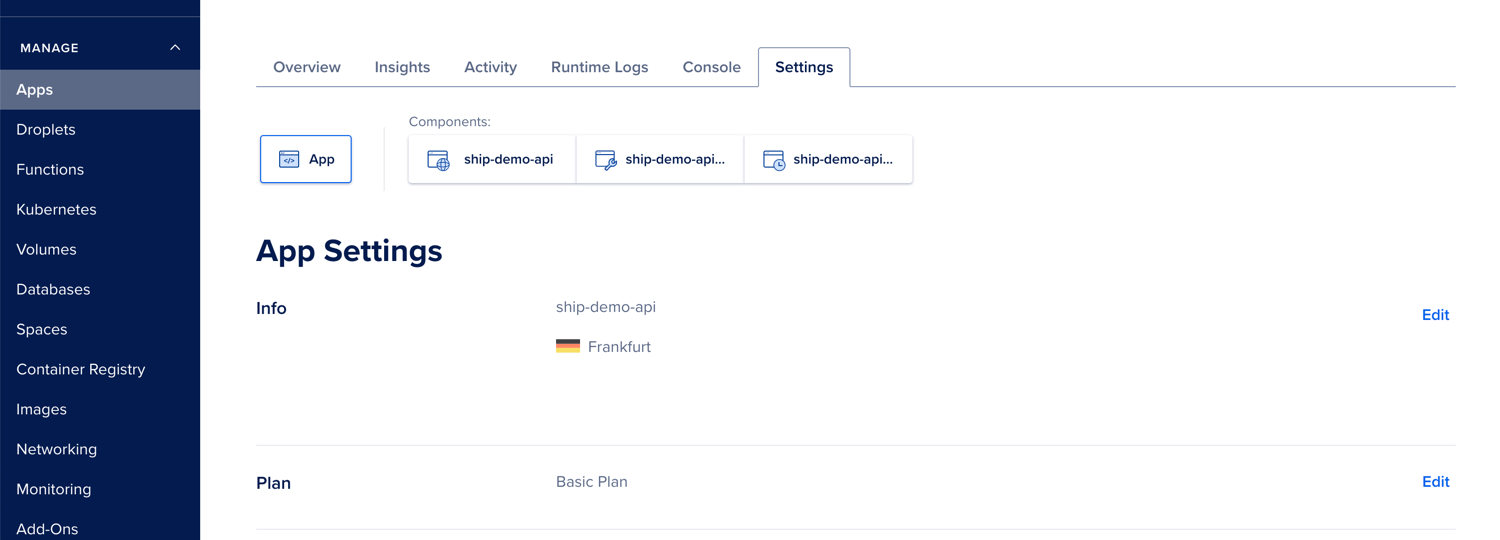 MANAGE
Apps
Droplets
Functions
Kubernetes
Volumes
Databases
Spaces
Container Registry
Images
Networking
Monitoring
Add-Ons
Overview Insights Activity Runtime Logs Console Settings
Components:
</> App ship-demo-api ship-demo-api... ship-demo-api...
App Settings
Info ship-demo-api Edit
Frankfurt
Plan Basic Plan Edit